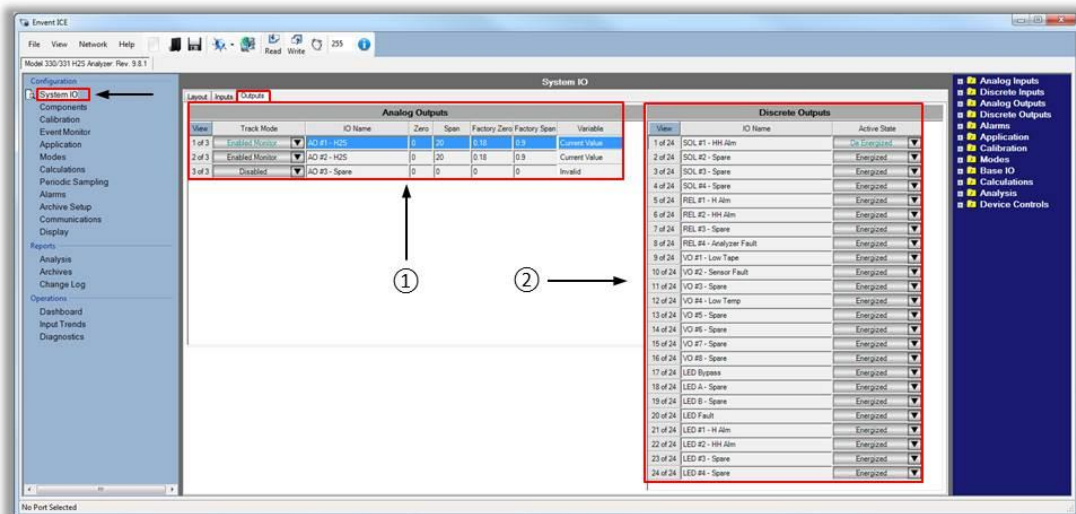 Envent ICE
File View Network Help Read Write 255
Model 330/331 H2S Analyzer: Rev. 9.8.1
Configuration
System IO
Components
Calibration
Event Monitor
Application
Modes
Calculations
Periodic Sampling
Alarms
Archive Setup
Communications
Display
Reports
Analysis
Archives
Change Log
Operations
Dashboard
Input Trends
Diagnostics
System IO
Layout Inputs Outputs
Analog Outputs
View Track Mode IO Name Zero Span Factory Zero Factory Span Variable
1 of 3 Enabled Monitor AO #1 - H2S 0 20 0.18 0.9 Current Value
2 of 3 Enabled Monitor AO #2 - H2S 0 20 0.18 0.9 Current Value
3 of 3 Disabled AO #3 - Spare 0 0 0 0 Invalid
①
②
Discrete Outputs
View IO Name Active State
1 of 24 SOL #1 - HH Alm De Energized
2 of 24 SOL #2 - Spare Energized
3 of 24 SOL #3 - Spare Energized
4 of 24 SOL #4 - Spare Energized
5 of 24 REL #1 - H Alm Energized
6 of 24 REL #2 - HH Alm Energized
7 of 24 REL #3 - Spare Energized
8 of 24 REL #4 - Analyzer Fault Energized
9 of 24 VO #1 - Low Tape Energized
10 of 24 VO #2 - Sensor Fault Energized
11 of 24 VO #3 - Spare Energized
12 of 24 VO #4 - Low Temp Energized
13 of 24 VO #5 - Spare Energized
14 of 24 VO #6 - Spare Energized
15 of 24 VO #7 - Spare Energized
16 of 24 VO #8 - Spare Energized
17 of 24 LED Bypass Energized
18 of 24 LED A - Spare Energized
19 of 24 LED B - Spare Energized
20 of 24 LED Fault Energized
21 of 24 LED #1 - H Alm Energized
22 of 24 LED #2 - HH Alm Energized
23 of 24 LED #3 - Spare Energized
24 of 24 LED #4 - Spare Energized
Analog Inputs
Discrete Inputs
Analog Outputs
Discrete Outputs
Alarms
Application
Calibration
Modes
Base IO
Calculations
Analysis
Device Controls
No Port Selected